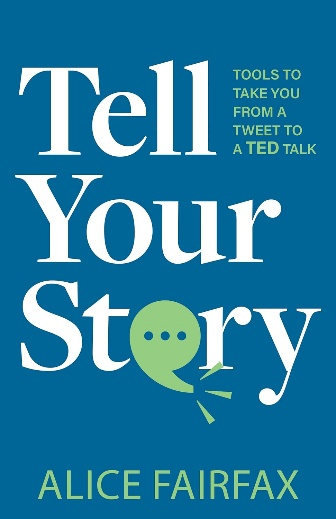 Tell
Your
Story
TOOLS TO
TAKE YOU
FROM A
TWEET TO
A TED TALK
ALICE FAIRFAX